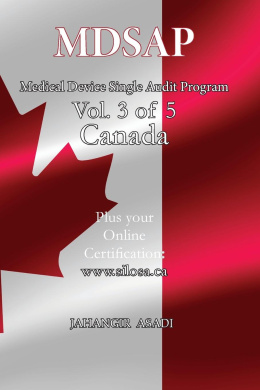 MDSAP
Medical Device Single Audit Program
Vol. 3 of 5
Canada
Plus your
Online
Certification:
www.silosa.ca
JAHANGIR ASADI